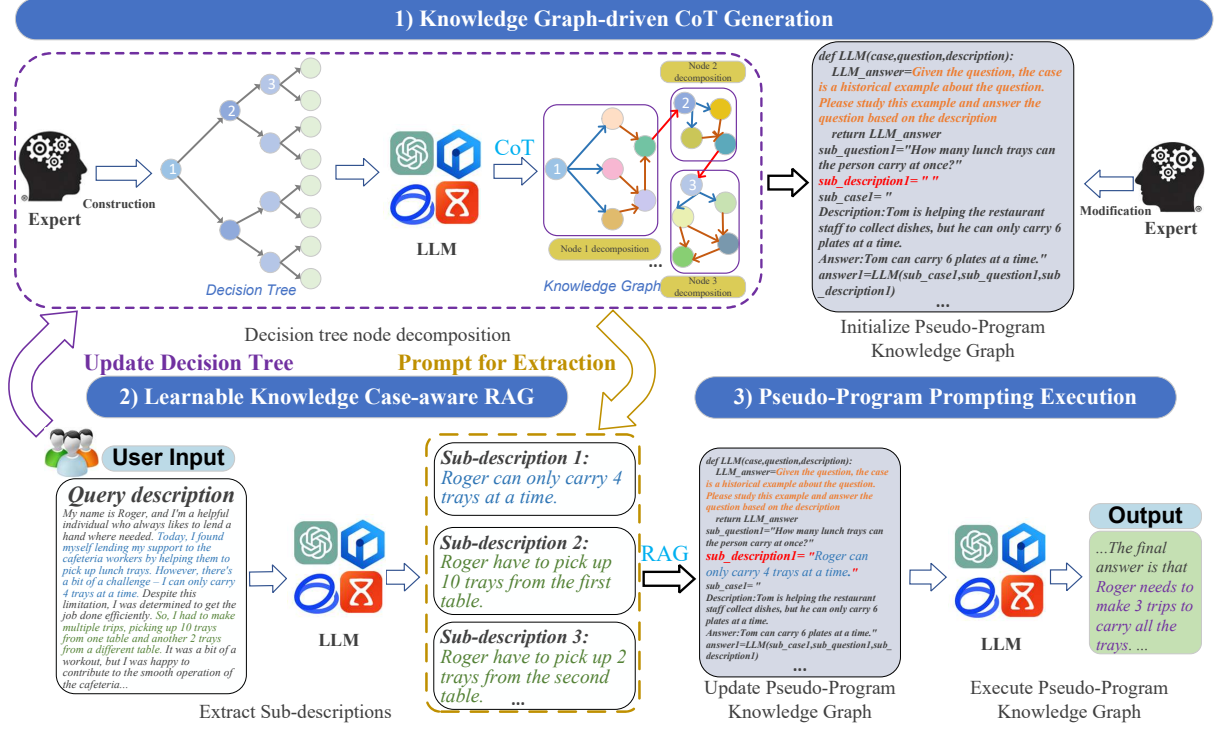 1) Knowledge Graph-driven CoT Generation
Expert
Construction
1
2
3
Decision Tree
LLM
CoT
1
Node 1 decomposition
...
Knowledge Graph
Node 2
decomposition
2
3
Node 3
decomposition
def LLM(case,question,description):
LLM_answer=Given the question, the case
is a historical example about the question.
Please study this example and answer the
question based on the description
return LLM_answer
sub_question1="How many lunch trays can
the person carry at once?"
sub_description1= " "
sub_case1= "
Description:Tom is helping the restaurant
staff to collect dishes, but he can only carry 6
plates at a time.
Answer:Tom can carry 6 plates at a time."
answer1=LLM(sub_case1,sub_question1,sub
_description1)
...
Modification
Expert
Decision tree node decomposition
Initialize Pseudo-Program
Knowledge Graph
Update Decision Tree
Prompt for Extraction
2) Learnable Knowledge Case-aware RAG
User Input
Query description
My name is Roger, and I'm a helpful
individual who always likes to lend a
hand where needed. Today, I found
myself lending my support to the
cafeteria workers by helping them to
pick up lunch trays. However, there's
a bit of a challenge – I can only carry
4 trays at a time. Despite this
limitation, I was determined to get the
job done efficiently. So, I had to make
multiple trips, picking up 10 trays
from one table and another 2 trays
from a different table. It was a bit of a
workout, but I was happy to
contribute to the smooth operation of
the cafeteria...
LLM
Extract Sub-descriptions
Sub-description 1:
Roger can only carry 4
trays at a time.
Sub-description 2:
Roger have to pick up
10 trays from the first
table.
Sub-description 3:
Roger have to pick up 2
trays from the second
table.
...
RAG
3) Pseudo-Program Prompting Execution
def LLM(case,question,description):
LLM_answer=Given the question, the case
is a historical example about the question.
Please study this example and answer the
question based on the description
return LLM_answer
sub_question1="How many lunch trays can
the person carry at once?"
sub_description1= "Roger can
only carry 4 trays at a time."
sub_case1= "
Description:Tom is helping the restaurant
staff collect dishes, but he can only carry 6
plates at a time.
Answer:Tom can carry 6 plates at a time."
answer1=LLM(sub_case1,sub_question1,sub_
description1)
...
Update Pseudo-Program
Knowledge Graph
LLM
Execute Pseudo-Program
Knowledge Graph
Output
...The final
answer is that
Roger needs to
make 3 trips to
carry all the
trays. ...